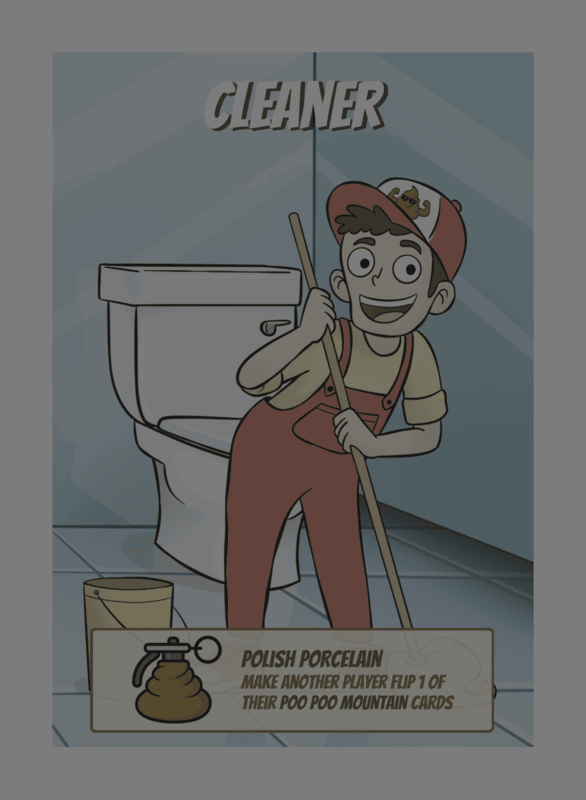 CLEANER
POLISH PORCELAIN
MAKE ANOTHER PLAYER FLIP 1 OF
THEIR POO POO MOUNTAIN CARDS